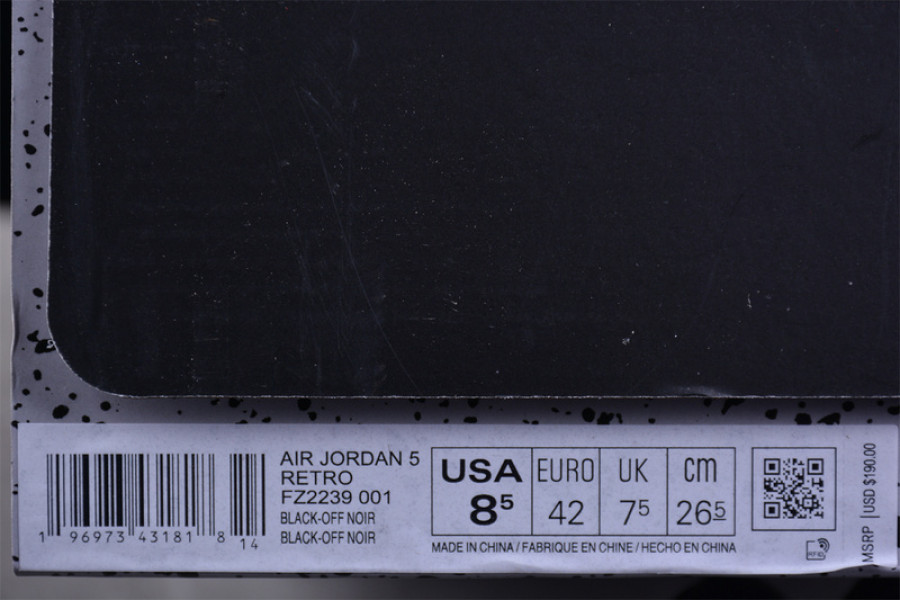 1 96973 43181 8 14
AIR JORDAN 5
RETRO
FZ2239 001
BLACK-OFF NOIR
BLACK-OFF NOIR
USA EURO UK cm
8⁵ 42 7⁵ 26⁵
MADE IN CHINA / FABRIQUE EN CHINE / HECHO EN CHINA
RFID
MSRP |USD $190.00